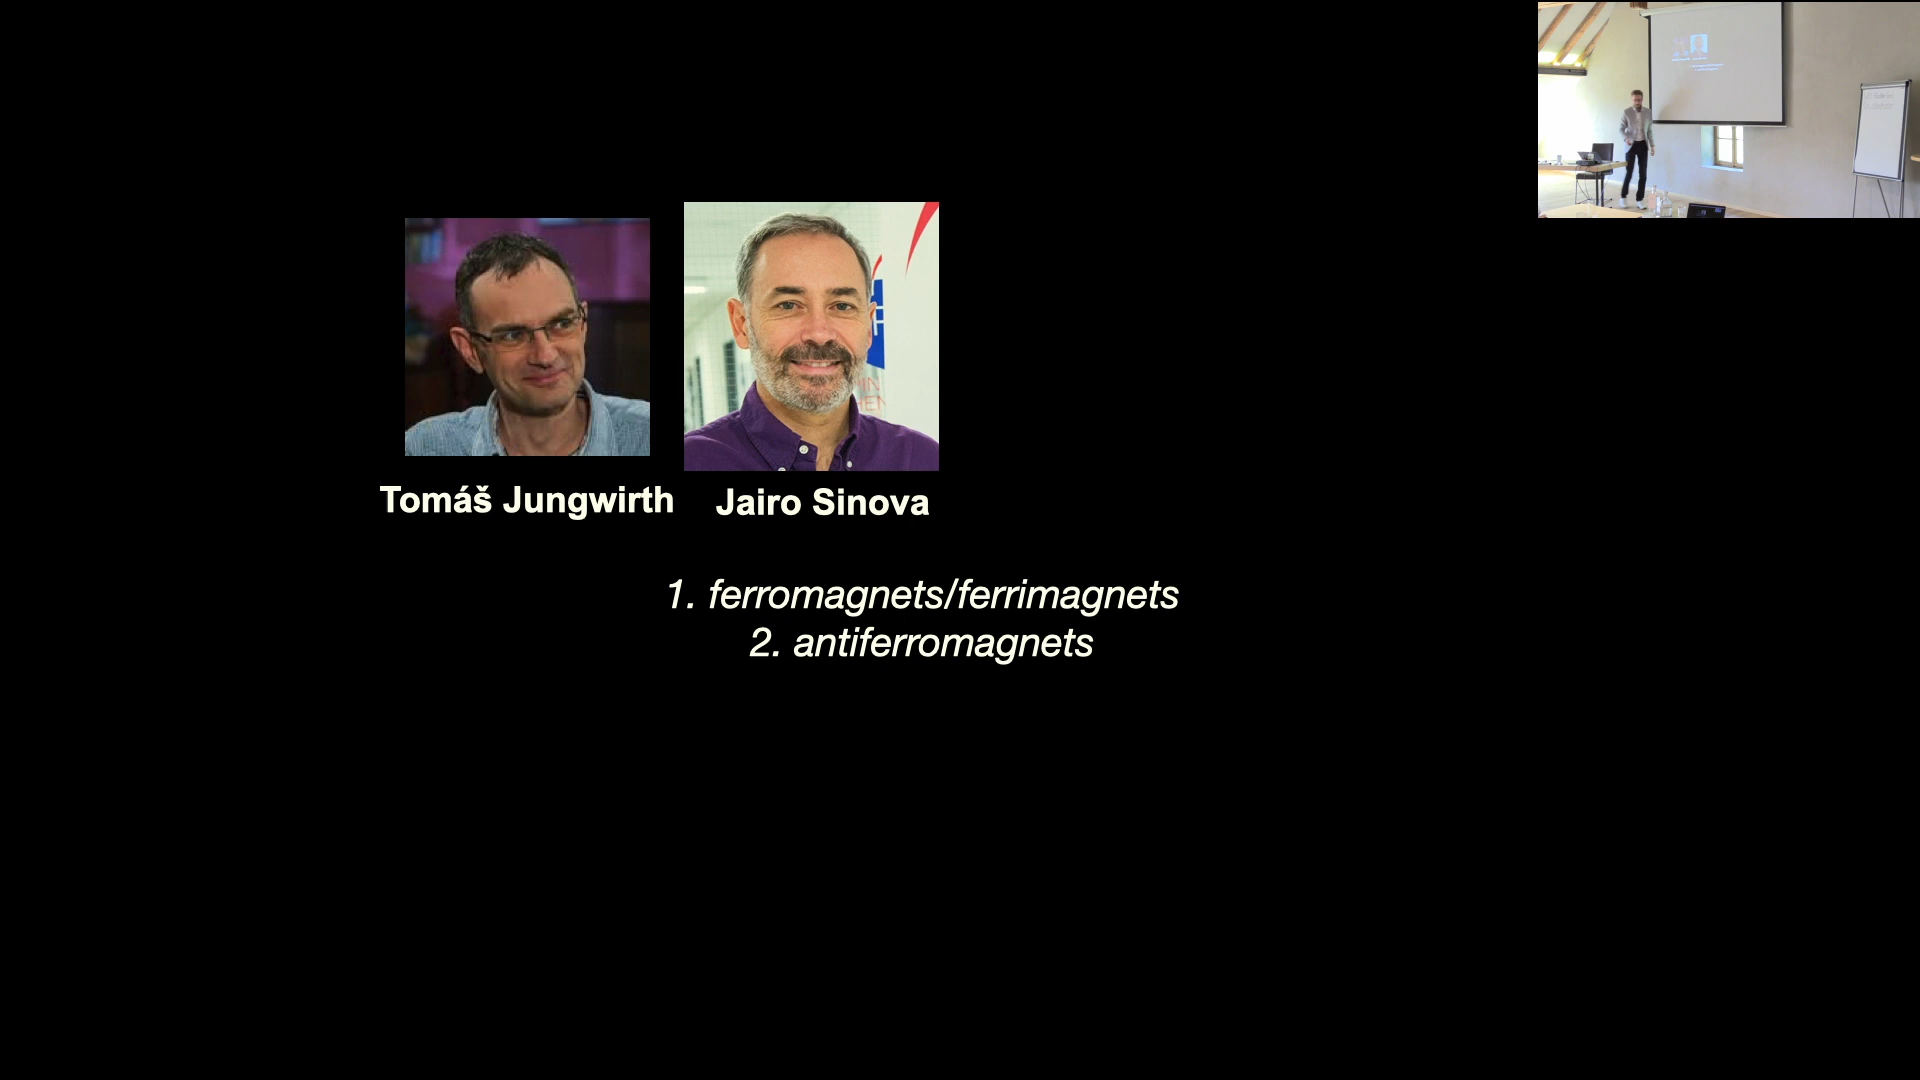 Tomáš Jungwirth
Jairo Sinova
1. ferromagnets/ferrimagnets
2. antiferromagnets